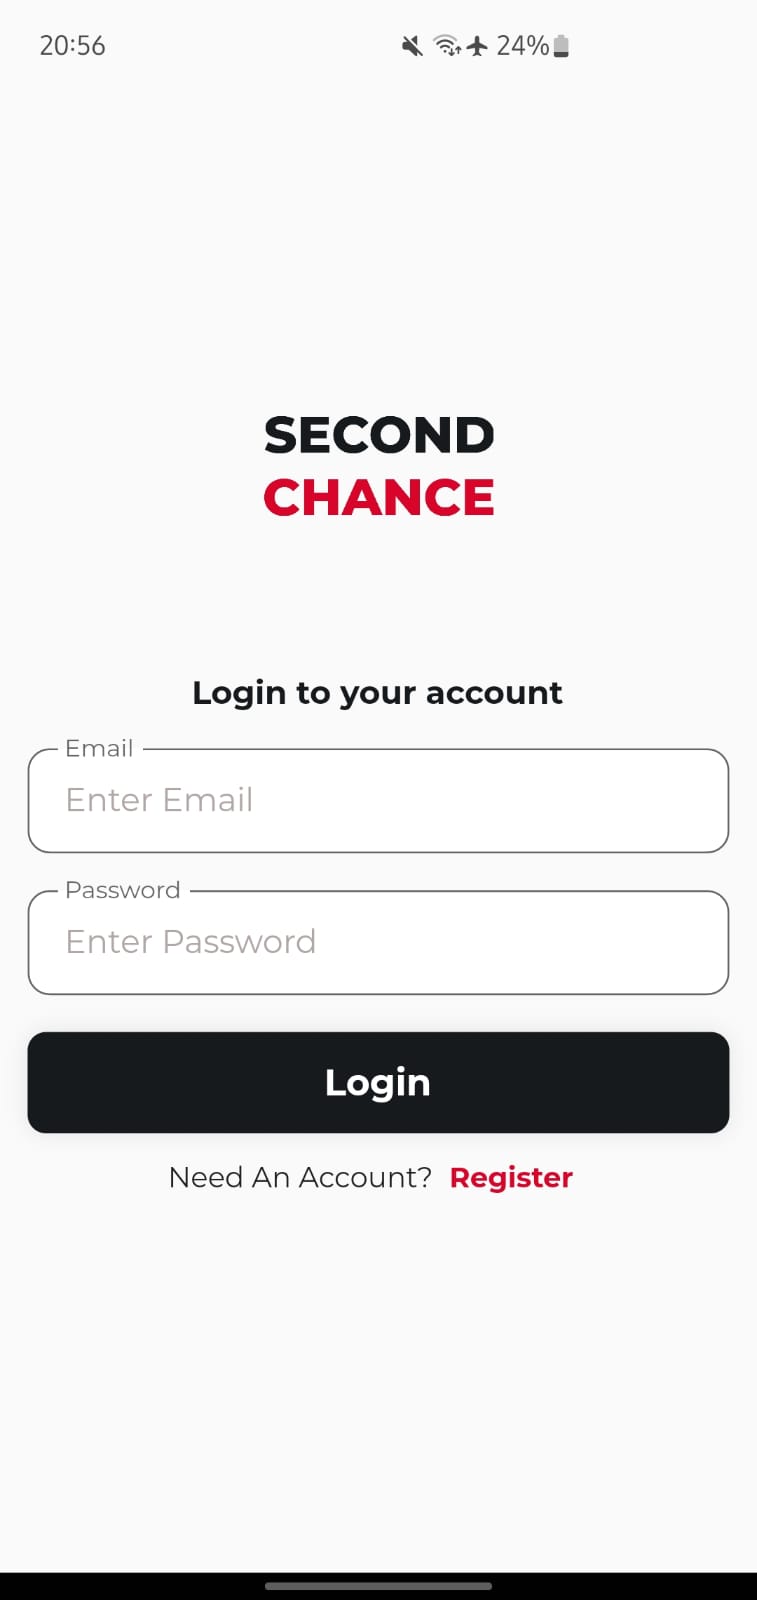 20:56 24%
SECOND
CHANCE
Login to your account
Email
Enter Email
Password
Enter Password
Login
Need An Account? Register